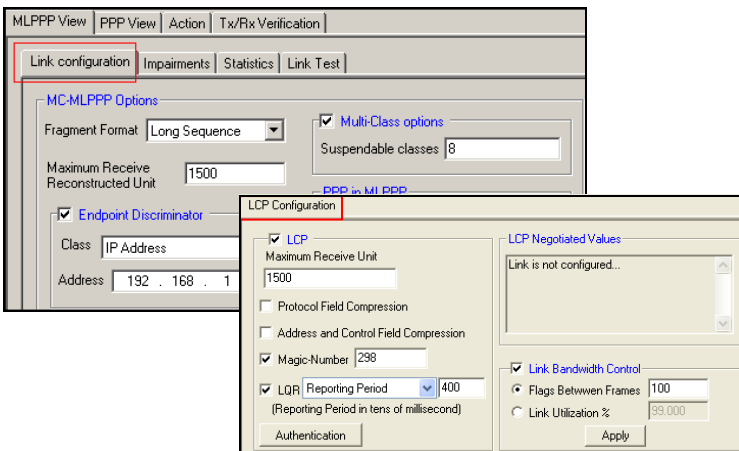 MLPPP View PPP View Action Tx/Rx Verification
Link configuration Impairments Statistics Link Test
MC-MLPPP Options
Fragment Format Long Sequence
Maximum Receive
Reconstructed Unit 1500
Multi-Class options
Suspendable classes 8
PPP in MLPPP
Endpoint Discriminator
Class IP Address
Address 192 . 168 . 1
LCP Configuration
LCP
Maximum Receive Unit
1500
Protocol Field Compression
Address and Control Field Compression
Magic-Number 298
LQR Reporting Period 400
(Reporting Period in tens of millisecond)
Authentication
LCP Negotiated Values
Link is not configured...
Link Bandwidth Control
Flags Betwwen Frames 100
Link Utilization % 99.000
Apply